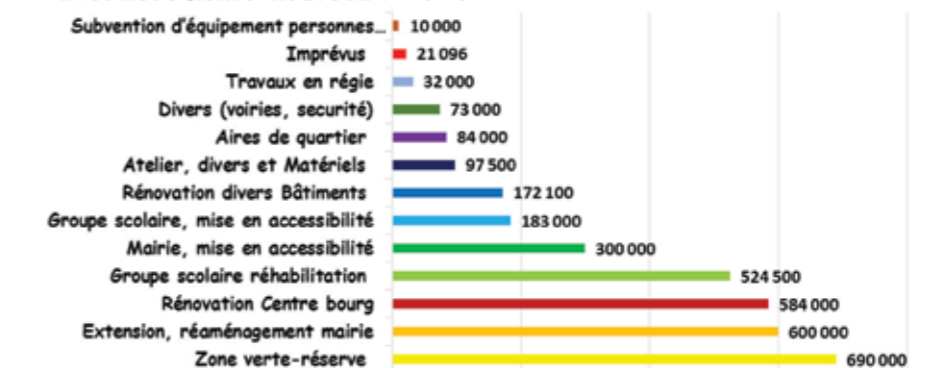 Subvention d'équipement personnes... 10 000
Imprévus 21 096
Travaux en régie 32 000
Divers (voiries, securité) 73 000
Aires de quartier 84 000
Atelier, divers et Matériels 97 500
Rénovation divers Bâtiments 172 100
Groupe scolaire, mise en accessibilité 183 000
Mairie, mise en accessibilité 300 000
Groupe scolaire réhabilitation 524 500
Rénovation Centre bourg 584 000
Extension, réaménagement mairie 600 000
Zone verte-réserve 690 000